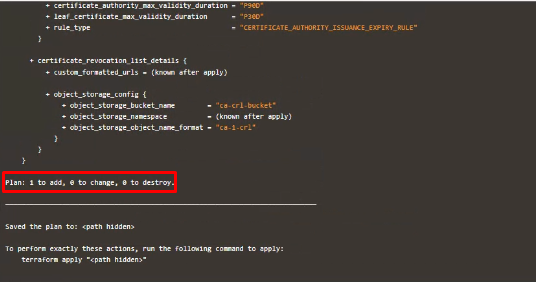 + certificate_authority_max_validity_duration = "P90D"
+ leaf_certificate_max_validity_duration = "P30D"
+ rule_type = "CERTIFICATE_AUTHORITY_ISSUANCE_EXPIRY_RULE"
}
+ certificate_revocation_list_details {
+ custom_formatted_urls = (known after apply)
+ object_storage_config {
+ object_storage_bucket_name = "ca-crl-bucket"
+ object_storage_namespace = (known after apply)
+ object_storage_object_name_format = "ca-1-crl"
}
}
}
Plan: 1 to add, 0 to change, 0 to destroy.
Saved the plan to: <path hidden>
To perform exactly these actions, run the following command to apply:
terraform apply "<path hidden>"